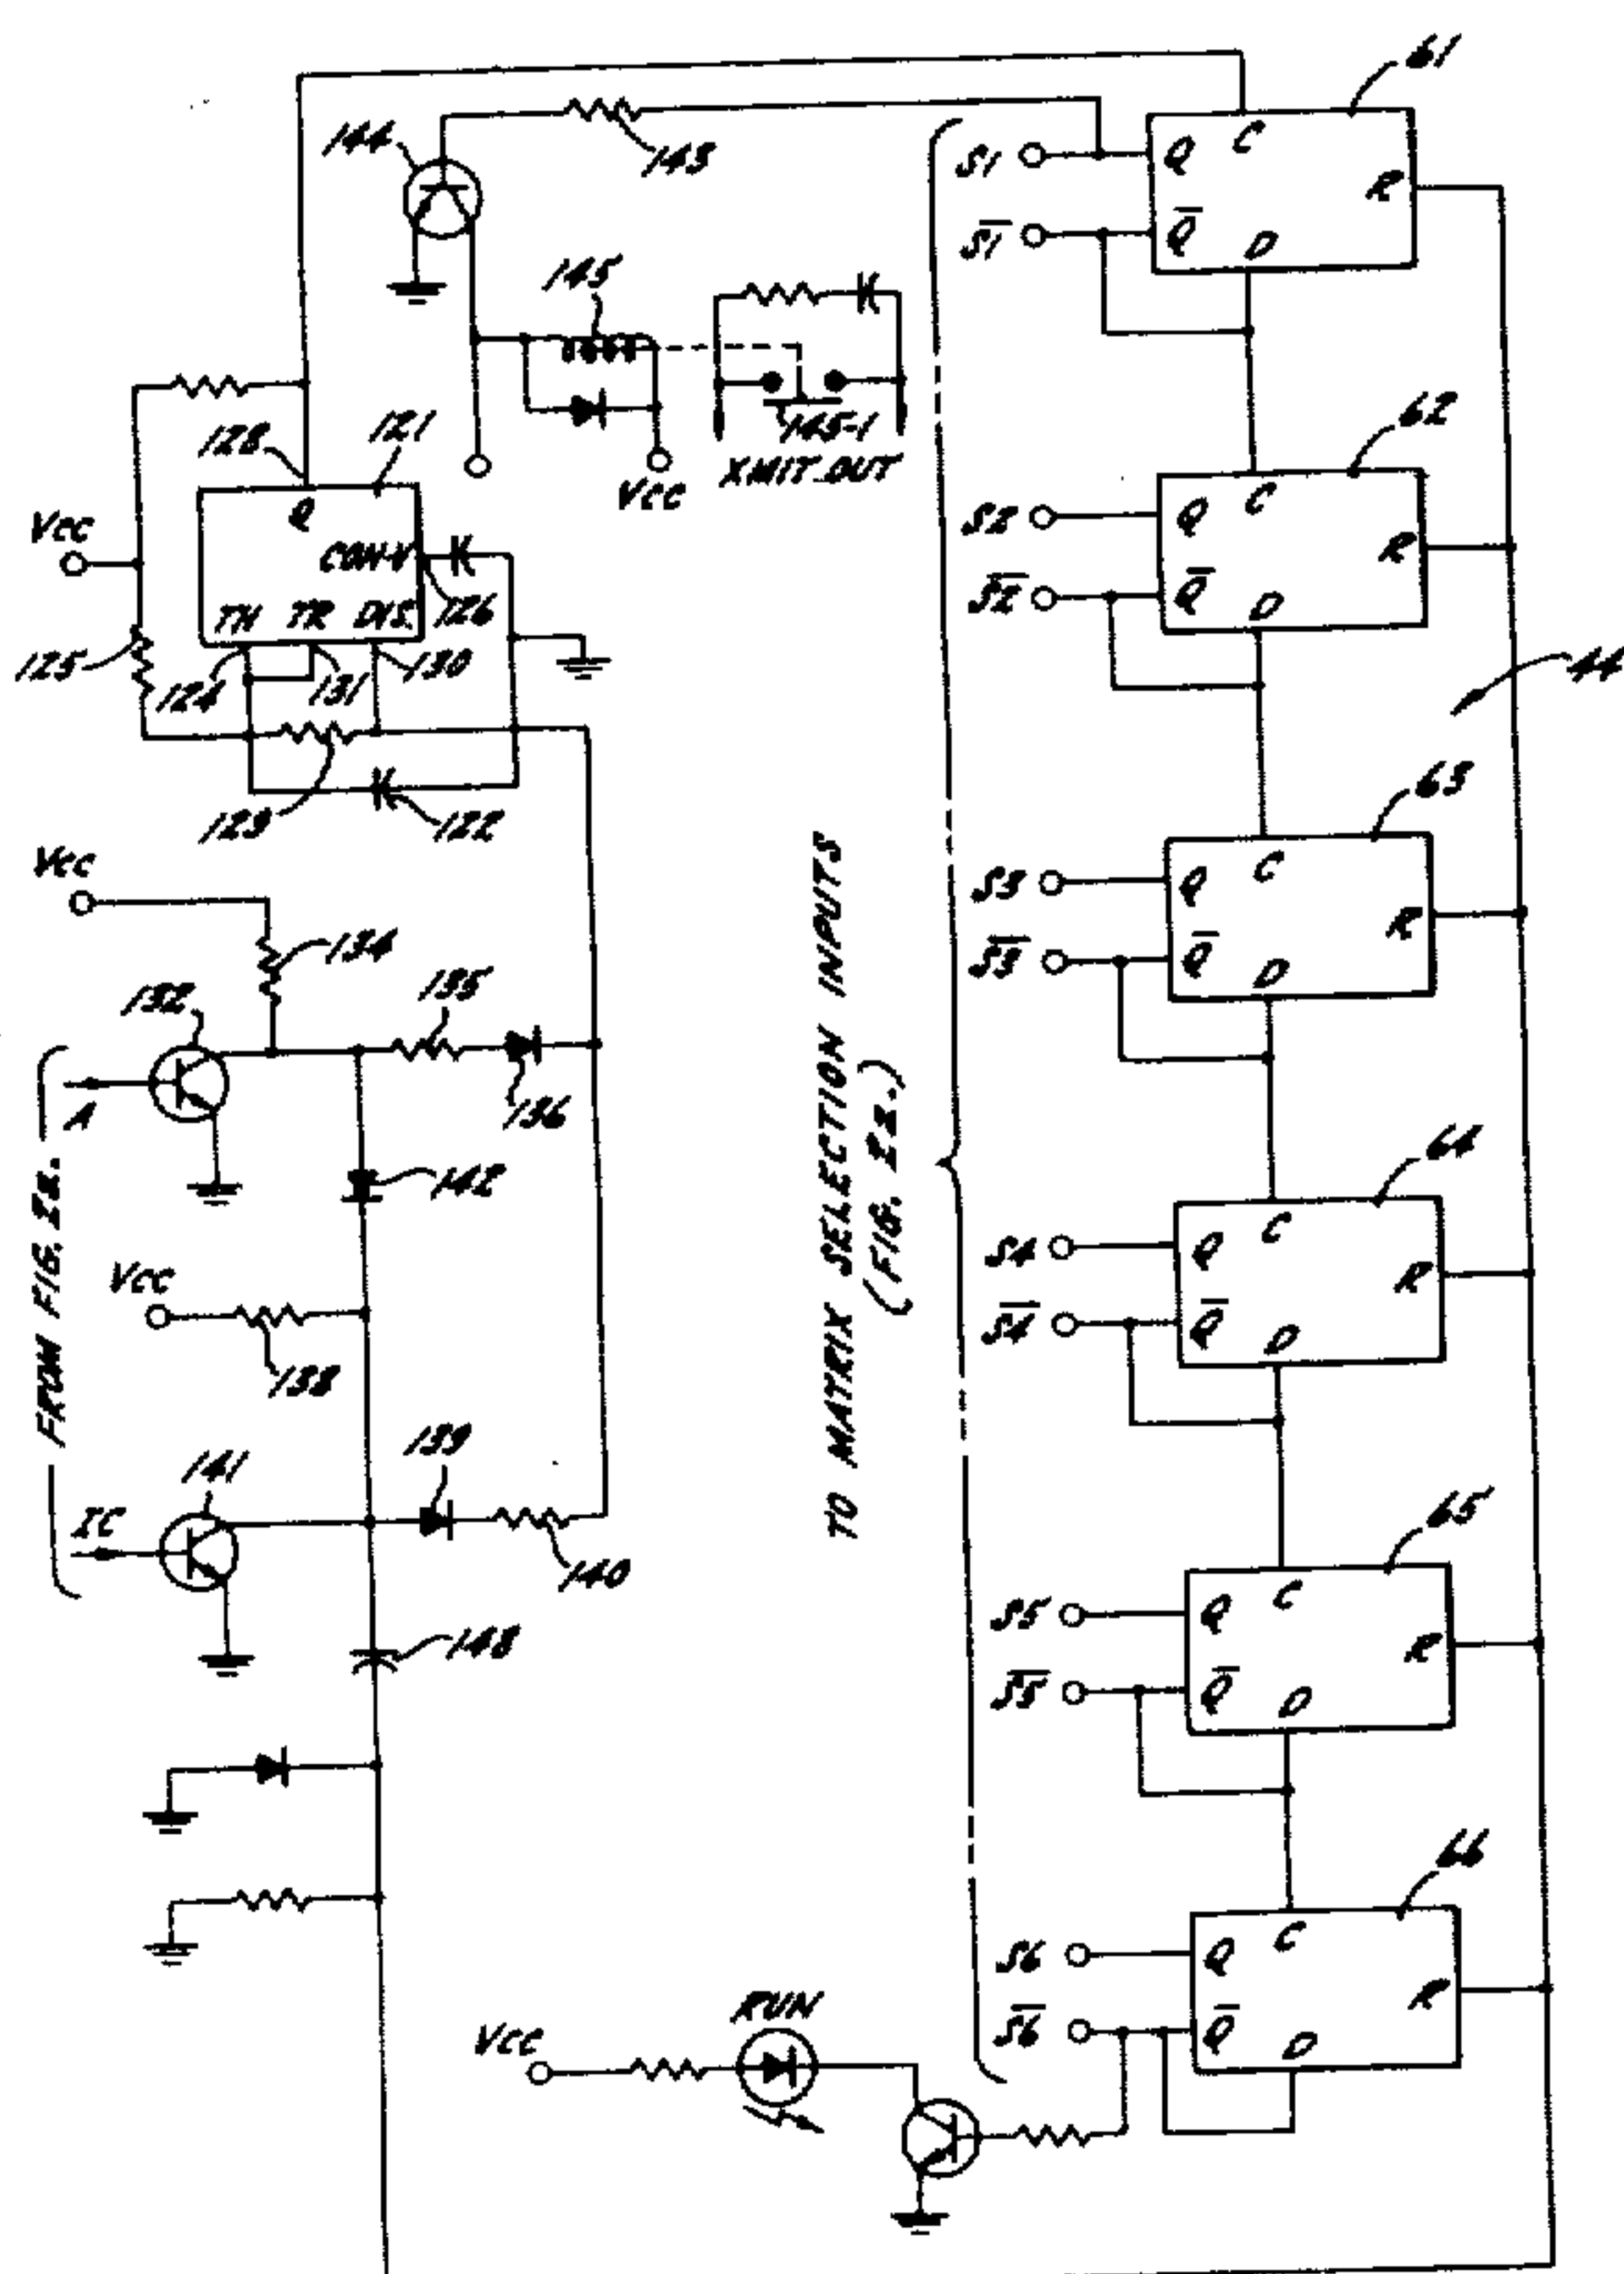 61
144
143
S1
Q
C
R
S̅1̅
Q̅
D
145
145-1
XMIT OUT
VCC
128
121
Q
CON-V
VCC
TH
TR
DIS.
126
125
124
131
130
123
122
62
S2
Q
C
R
S̅2̅
Q̅
D
44
63
S3
Q
C
R
S̅3̅
Q̅
D
VCC
134
132
135
136
A
142
FROM FIG. Iz.
VCC
138
139
141
IC
140
148
TO MATRIX SELECTION INPUTS
(FIG. Ez.)
64
S4
Q
C
R
S̅4̅
Q̅
D
65
S5
Q
C
R
S̅5̅
Q̅
D
66
S6
Q
C
R
S̅6̅
Q̅
D
RUN
VCC